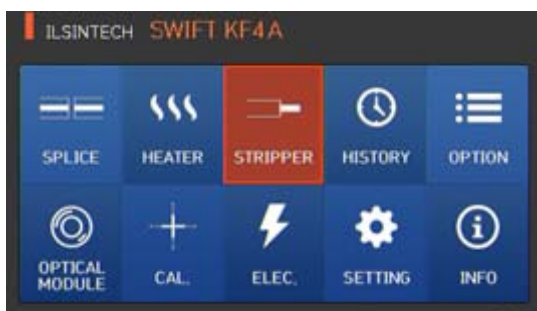 ILSINTECH SWIFT KF4A
SPLICE HEATER STRIPPER HISTORY OPTION
OPTICAL MODULE CAL. ELEC. SETTING INFO